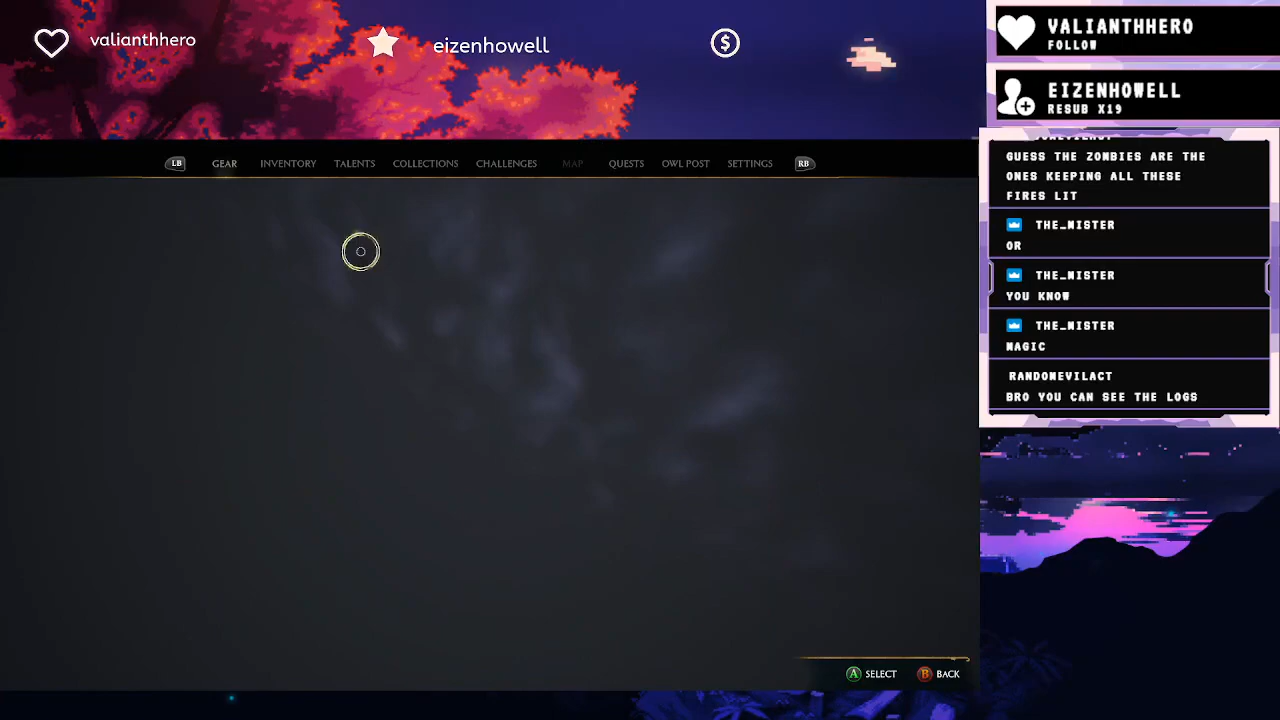 valianthhero
eizenhowell
VALIANTHHERO
FOLLOW
EIZENHOWELL
RESUB X19
LB GEAR INVENTORY TALENTS COLLECTIONS CHALLENGES MAP QUESTS OWL POST SETTINGS RB
GUESS THE ZOMBIES ARE THE
ONES KEEPING ALL THESE
FIRES LIT
THE_MISTER
OR
THE_MISTER
YOU KNOW
THE_MISTER
MAGIC
RANDOMEVILACT
BRO YOU CAN SEE THE LOGS
A SELECT B BACK